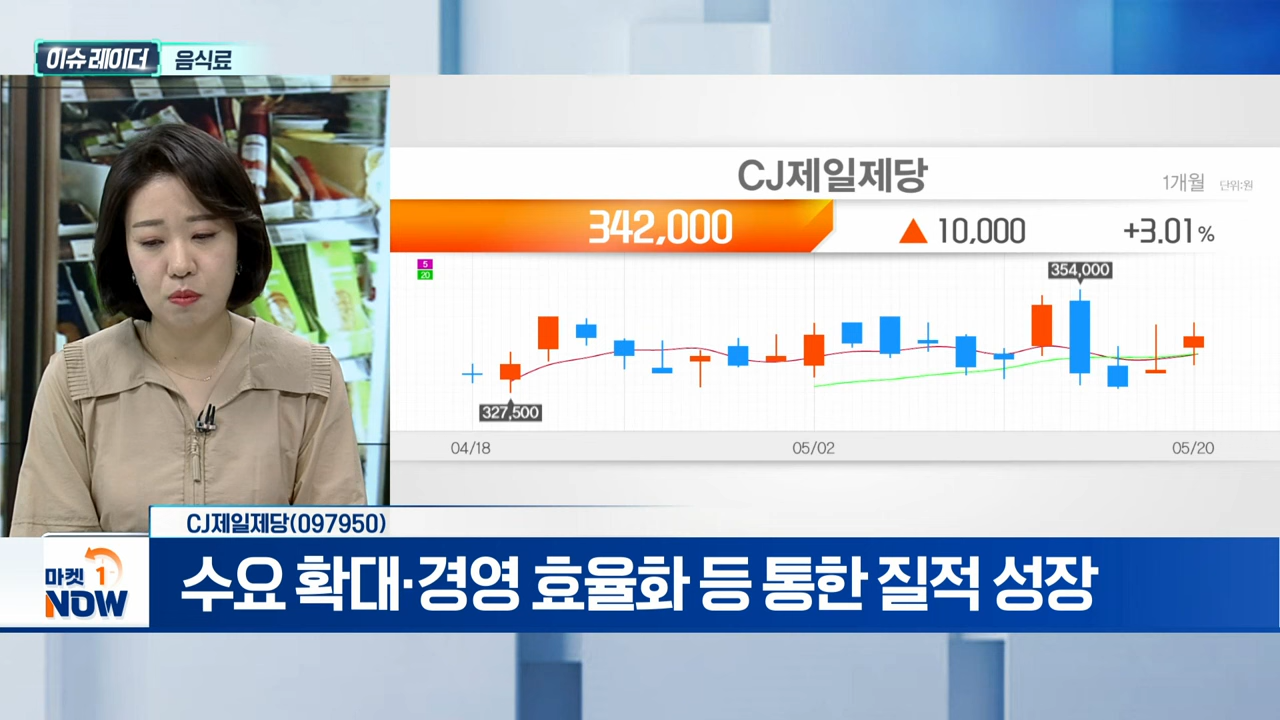 이슈 레이더 음식료
CJ제일제당
1개월 단위:원
342,000 ▲ 10,000 +3.01%
5
20
354,000
327,500
04/18 05/02 05/20
CJ제일제당(097950)
마켓 1
NOW
수요 확대·경영 효율화 등 통한 질적 성장